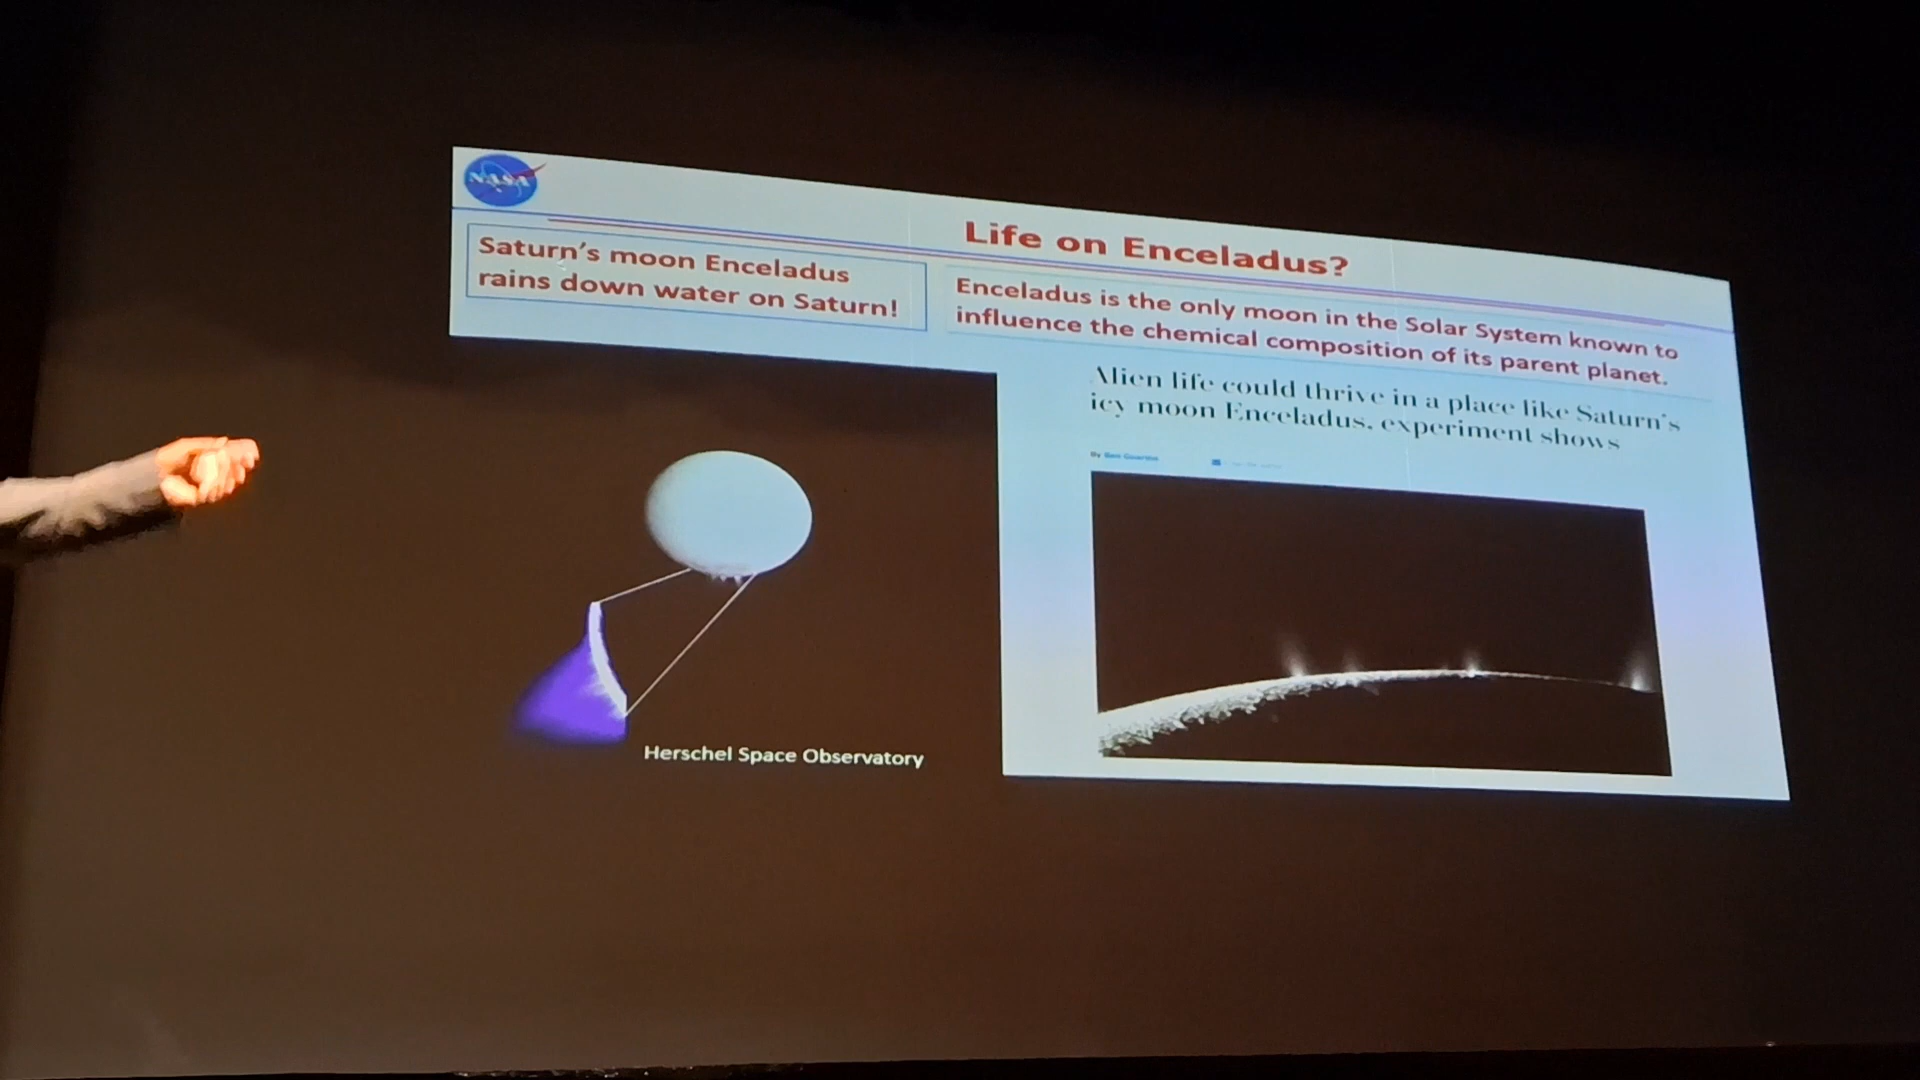 NASA
Life on Enceladus?
Saturn's moon Enceladus
rains down water on Saturn!
Enceladus is the only moon in the Solar System known to
influence the chemical composition of its parent planet.
Alien life could thrive in a place like Saturn's
icy moon Enceladus, experiment shows
By Ben
Herschel Space Observatory